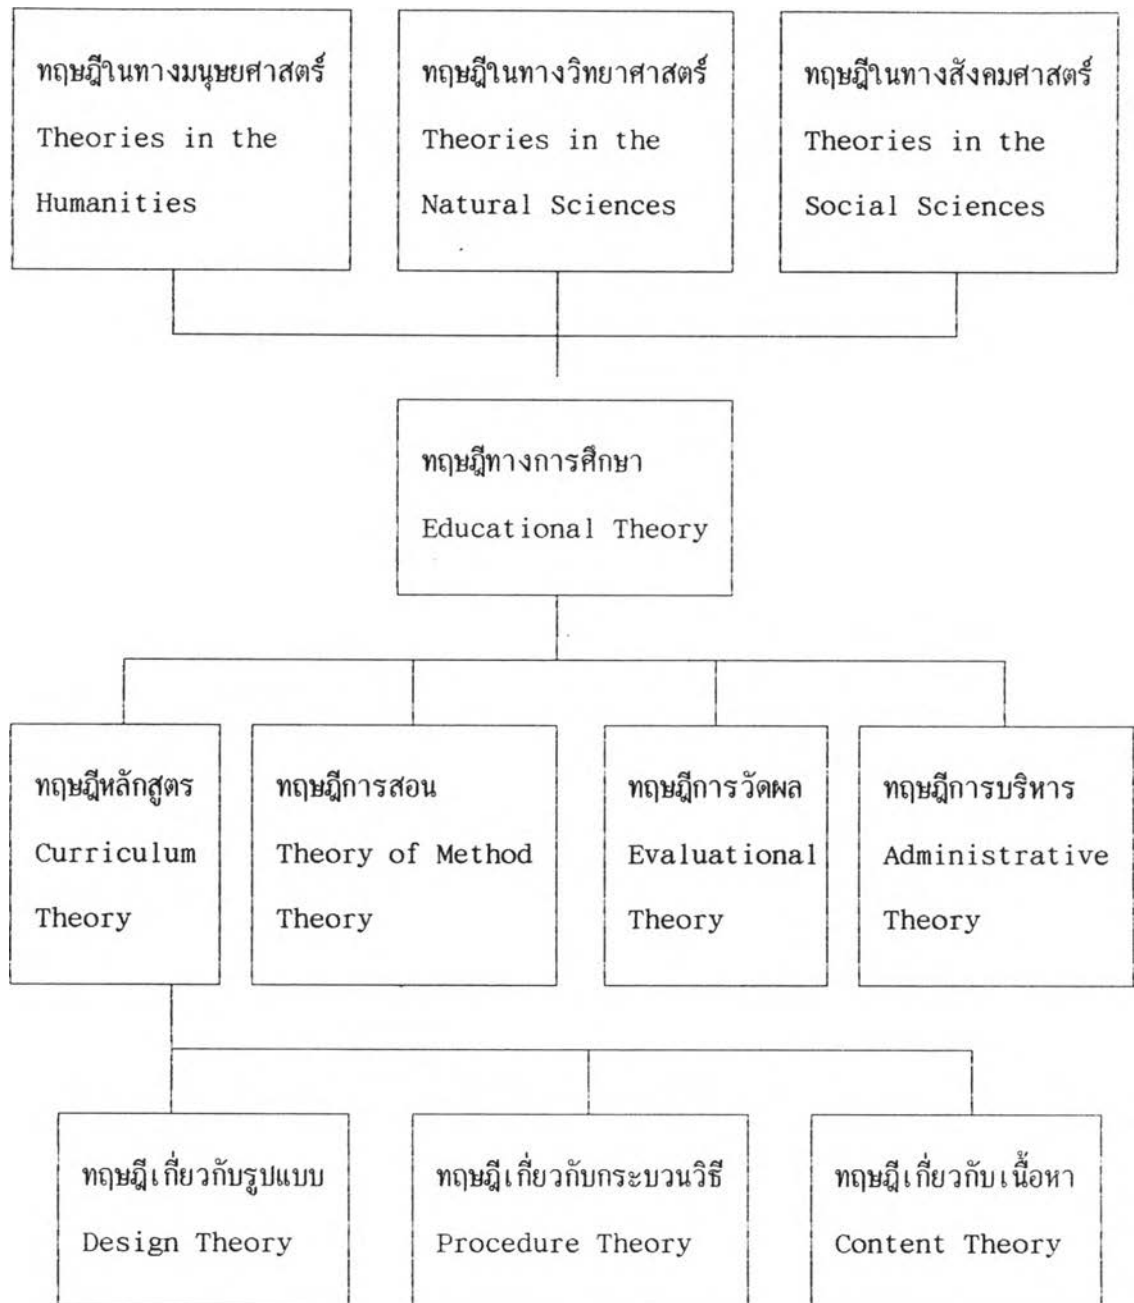 ทฤษฎีในทางมนุษยศาสตร์
Theories in the
Humanities
ทฤษฎีในทางวิทยาศาสตร์
Theories in the
Natural Sciences
ทฤษฎีในทางสังคมศาสตร์
Theories in the
Social Sciences
ทฤษฎีทางการศึกษา
Educational Theory
ทฤษฎีหลักสูตร
Curriculum
Theory
ทฤษฎีการสอน
Theory of Method
Theory
ทฤษฎีการวัดผล
Evaluational
Theory
ทฤษฎีการบริหาร
Administrative
Theory
ทฤษฎีเกี่ยวกับรูปแบบ
Design Theory
ทฤษฎีเกี่ยวกับกระบวนวิธี
Procedure Theory
ทฤษฎีเกี่ยวกับเนื้อหา
Content Theory